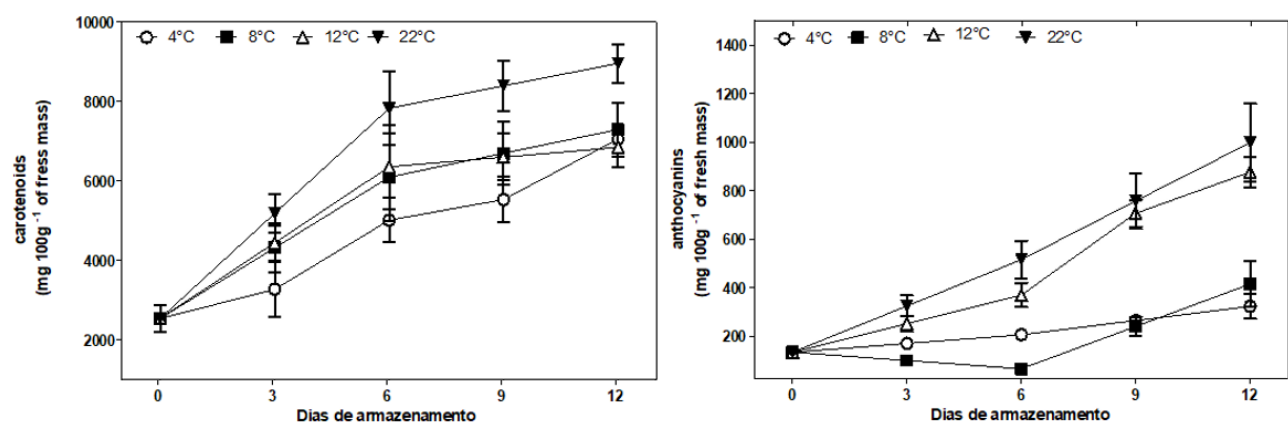 10000
8000
6000
4000
2000
carotenoids
(mg 100g⁻¹ of fress mass)
4°C 8°C 12°C 22°C
0 3 6 9 12
Dias de armazenamento
1400
1200
1000
800
600
400
200
anthocyanins
(mg 100g⁻¹ of fresh mass)
4°C 8°C 12°C 22°C
0 3 6 9 12
Dias de armazenamento